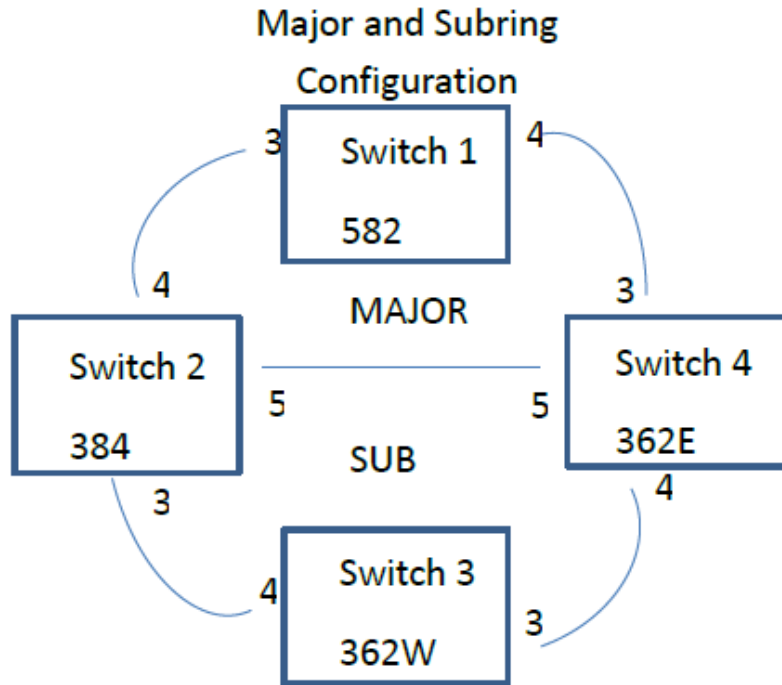 Major and Subring
Configuration
3
Switch 1
4
582
4
3
MAJOR
Switch 2
Switch 4
5
5
384
362E
SUB
3
4
Switch 3
4
3
362W